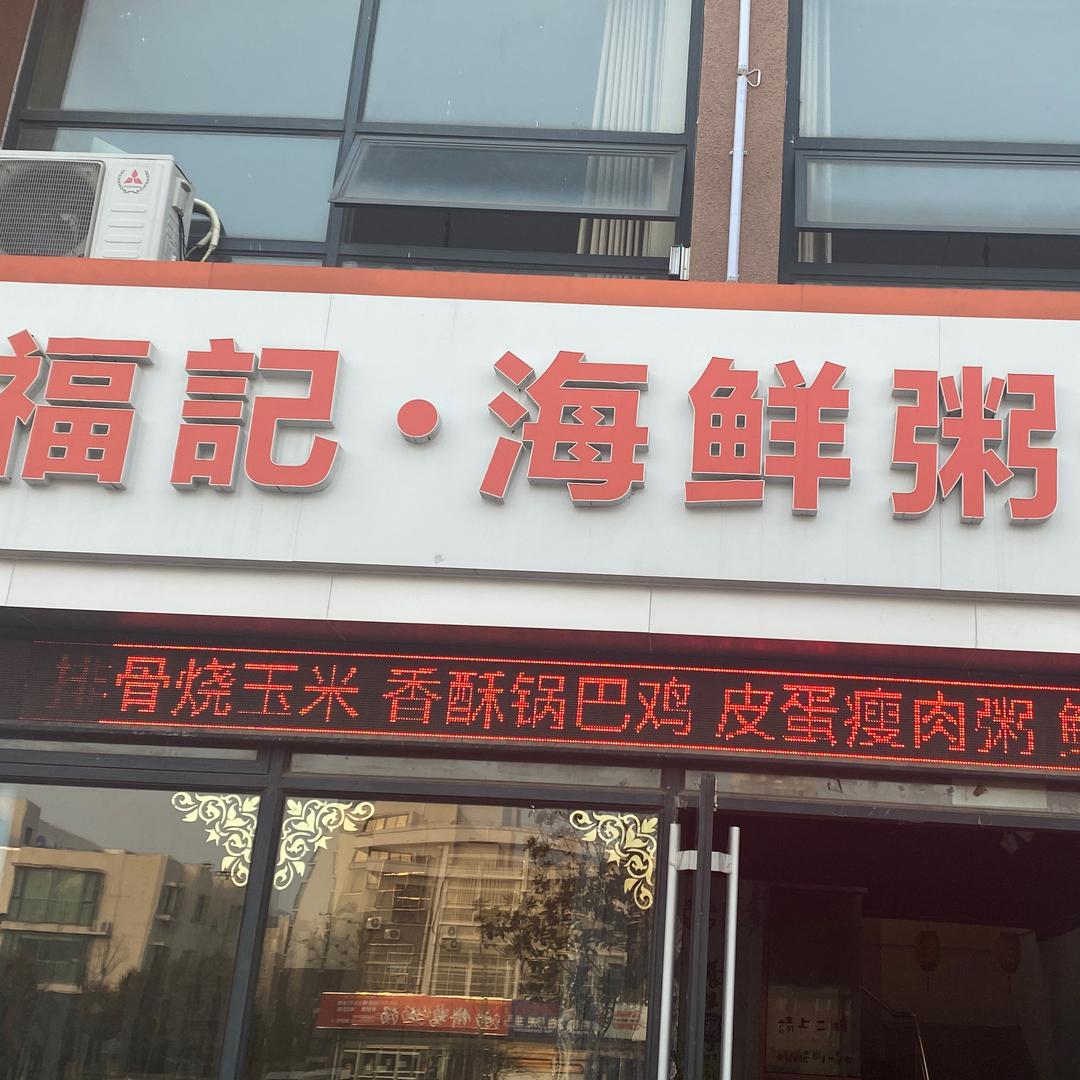 福記·海鲜粥
排骨烧玉米 香酥锅巴鸡 皮蛋瘦肉粥